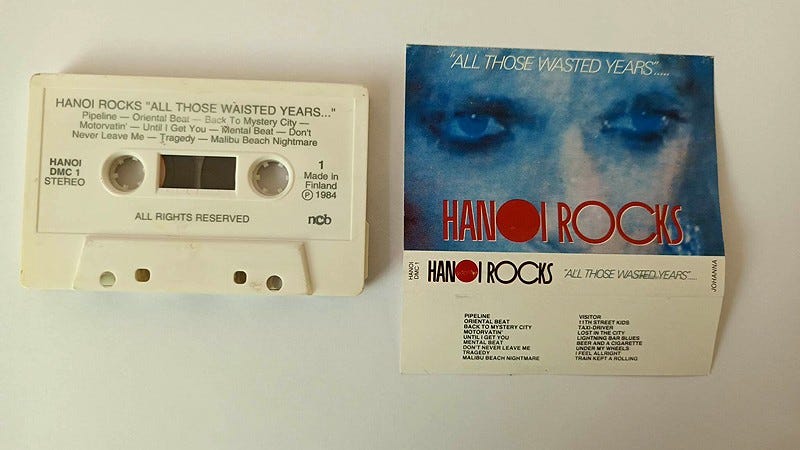 HANOI ROCKS "ALL THOSE WAISTED YEARS..."
Pipeline — Oriental Beat — Back To Mystery City —
Motorvatin' — Until I Get You — Mental Beat — Don't
Never Leave Me — Tragedy — Malibu Beach Nightmare
HANOI
DMC 1
STEREO
1
Made in
Finland
Ⓟ 1984
ALL RIGHTS RESERVED
ncb
"ALL THOSE WASTED YEARS".....
HANOI ROCKS
HANOI
DMC 1
HANOI ROCKS "ALL THOSE WASTED YEARS".....
JOHANNA
PIPELINE
ORIENTAL BEAT
BACK TO MYSTERY CITY
MOTORVATIN'
UNTIL I GET YOU
MENTAL BEAT
DON'T NEVER LEAVE ME
TRAGEDY
MALIBU BEACH NIGHTMARE
VISITOR
11TH STREET KIDS
TAXI-DRIVER
LOST IN THE CITY
LIGHTNING BAR BLUES
BEER AND A CIGARETTE
UNDER MY WHEELS
I FEEL ALLRIGHT
TRAIN KEPT A ROLLING